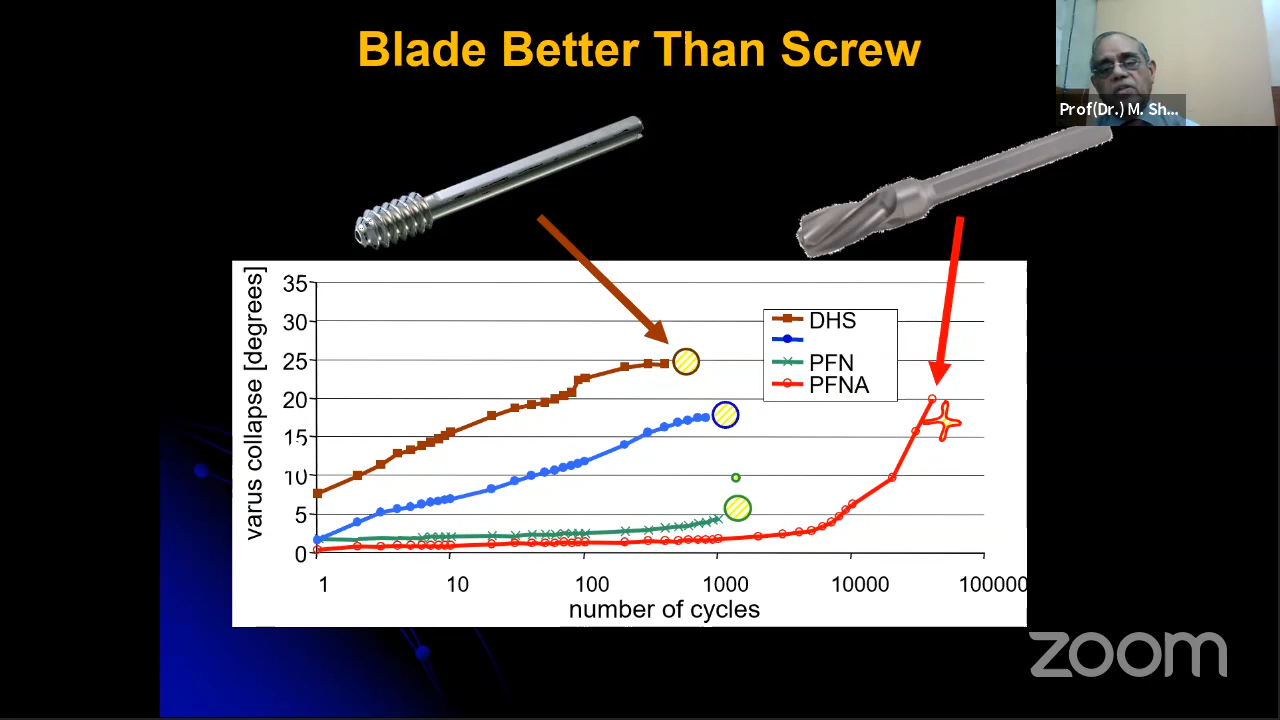 Blade Better Than Screw
Prof(Dr.) M. Sh...
varus collapse [degrees]
35
30
25
20
15
10
5
0
DHS
PFN
PFNA
1
10
100
1000
10000
100000
number of cycles
zoom